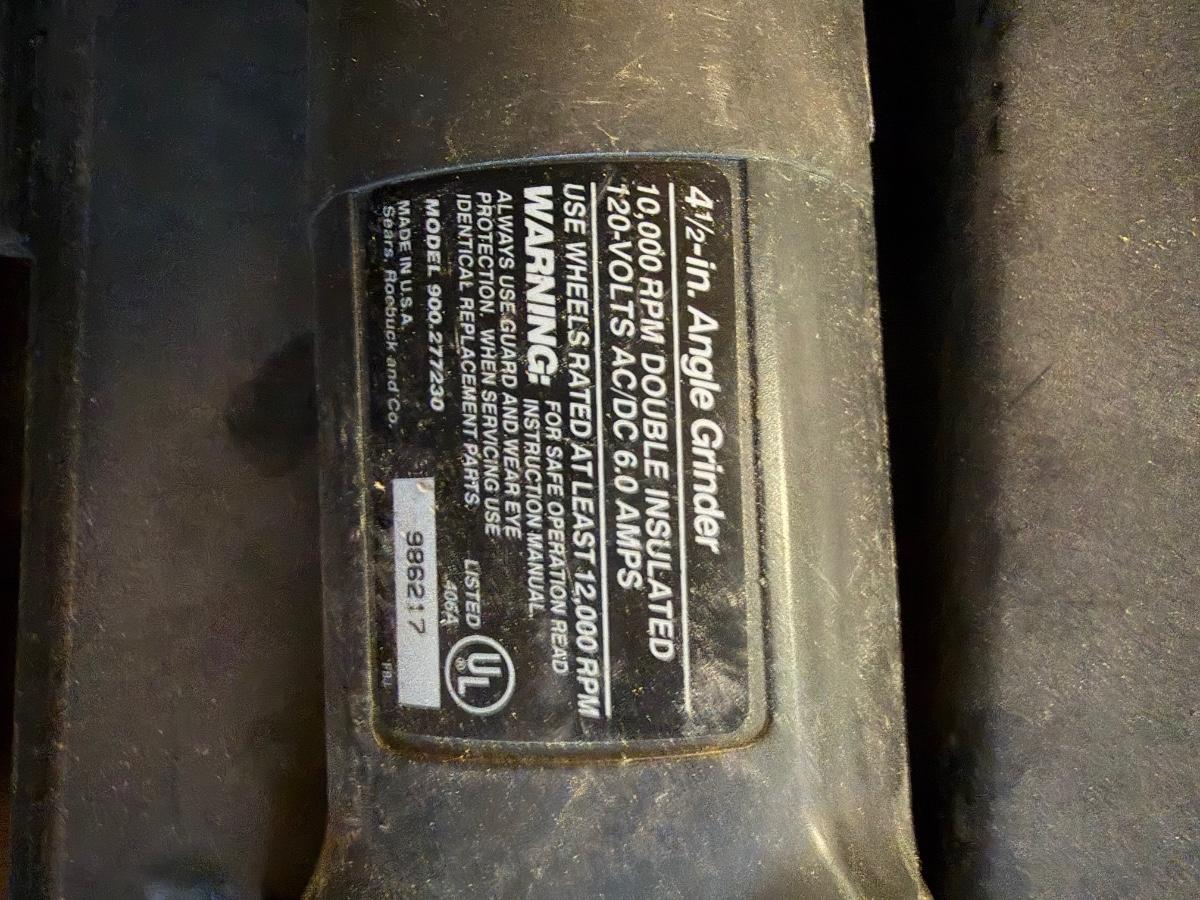 4½-in. Angle Grinder
10,000 RPM DOUBLE INSULATED
120-VOLTS AC/DC 6.0 AMPS
USE WHEELS RATED AT LEAST 12,000 RPM
WARNING: FOR SAFE OPERATION READ
INSTRUCTION MANUAL
ALWAYS USE GUARD AND WEAR EYE
PROTECTION. WHEN SERVICING USE
IDENTICAL REPLACEMENT PARTS.
LISTED
406A
UL
®
MODEL 900.277230
MADE IN U.S.A.
Sears, Roebuck and Co.
986217